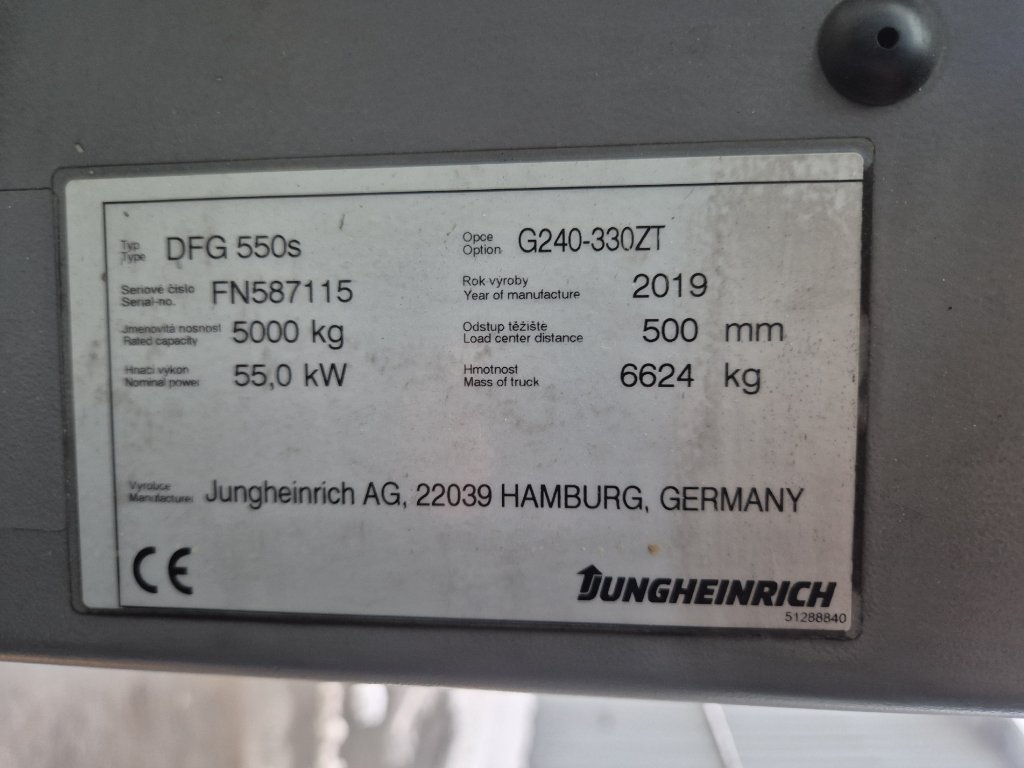 Typ DFG 550s Opce G240-330ZT
Type Option
Seriové čislo FN587115 Rok výroby 2019
Serial-no. Year of manufacture
Jmenovitá nosnost 5000 kg Odstup těžiště 500 mm
Rated capacity Load center distance
Hnací výkon 55,0 kW Hmotnost 6624 kg
Nominal power Mass of truck
Vyrobce Jungheinrich AG, 22039 HAMBURG, GERMANY
Manufacturer
CE JUNGHEINRICH
51288840